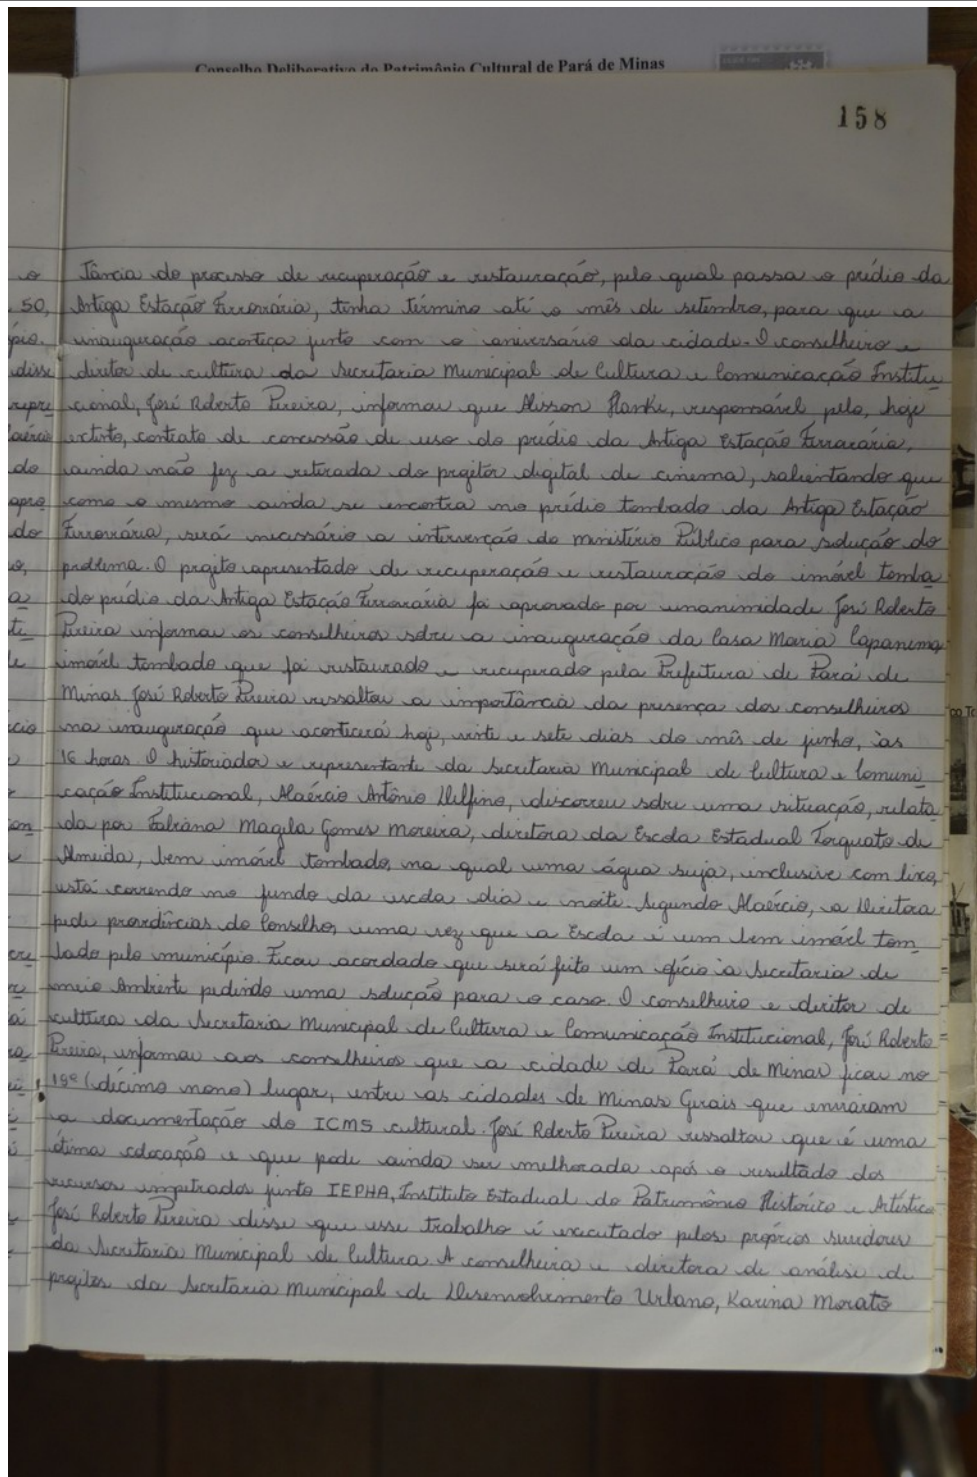 Conselho Deliberativo do Patrimônio Cultural de Pará de Minas
158
tância do processo de recuperação e restauração, pelo qual passa o prédio da
Antiga Estação Ferroviária, tenha término até o mês de setembro, para que a
inauguração aconteça junto com o aniversário da cidade. O conselheiro e
diretor de cultura da Secretaria Municipal de Cultura e Comunicação Institu
cional, José Roberto Pereira, informou que Alisson Hanke, responsável pelo, hoje
extinto, contrato de concessão de uso do prédio da Antiga Estação Ferroviária,
ainda não fez a retirada do projetor digital de cinema, salientando que
como o mesmo ainda se encontra no prédio tombado da Antiga Estação
Ferroviária, será necessário a intervenção do Ministério Público para solução do
problema. O projeto apresentado de recuperação e restauração do imóvel tomba
do prédio da Antiga Estação Ferroviária foi aprovado por unanimidade José Roberto
Pereira informou os conselheiros sobre a inauguração da Casa Maria Capanema
imóvel tombado que foi restaurado e recuperado pela Prefeitura de Pará de
Minas. José Roberto Pereira ressaltou a importância da presença dos conselheiros
na inauguração que acontecerá hoje, vinte e sete dias do mês de junho, às
16 horas. O historiador e representante da Secretaria Municipal de Cultura e Comuni
cação Institucional, Alaércio Antônio Delfino, discorreu sobre uma situação, relata
da por Fabiana Magela Gomes Moreira, diretora da Escola Estadual Torquato de
Almeida, bem imóvel tombado, na qual uma água suja, inclusive com lixo,
está correndo no fundo da escola dia e noite. Segundo Alaércio, a Diretora
pede providências do Conselho, uma vez que a Escola é um bem imóvel tom
bado pelo município. Ficou acordado que será feito um ofício à Secretaria de
Meio Ambiente pedindo uma solução para o caso. O conselheiro e diretor de
cultura da Secretaria Municipal de Cultura e Comunicação Institucional, José Roberto
Pereira, informou aos conselheiros que a cidade de Pará de Minas ficou no
19º (décimo nono) lugar, entre as cidades de Minas Gerais que enviaram
a documentação do ICMS cultural. José Roberto Pereira ressaltou que é uma
ótima colocação e que pode ainda ser melhorada após o resultado dos
recursos impetrados junto IEPHA, Instituto Estadual do Patrimônio Histórico e Artístico.
José Roberto Pereira disse que esse trabalho é executado pelos próprios servidores
da Secretaria Municipal de Cultura. A conselheira e diretora de análise de
projetos da Secretaria Municipal de Desenvolvimento Urbano, Karina Morato